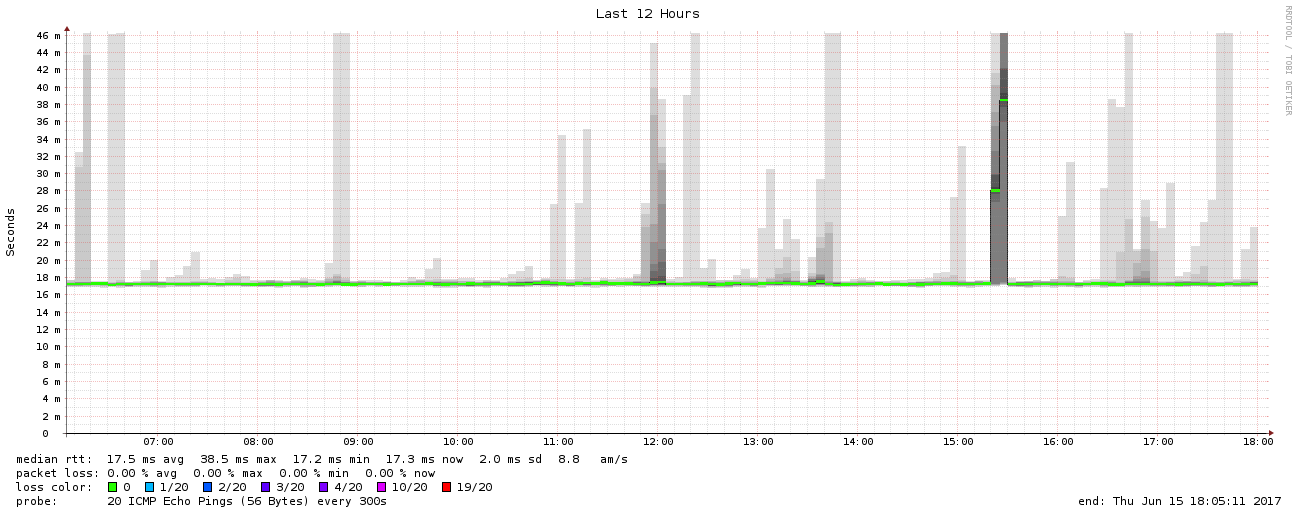 Last 12 Hours
RRDTOOL / TOBI OETIKER
Seconds
46 m
44 m
42 m
40 m
38 m
36 m
34 m
32 m
30 m
28 m
26 m
24 m
22 m
20 m
18 m
16 m
14 m
12 m
10 m
8 m
6 m
4 m
2 m
0
07:00 08:00 09:00 10:00 11:00 12:00 13:00 14:00 15:00 16:00 17:00 18:00
median rtt: 17.5 ms avg 38.5 ms max 17.2 ms min 17.3 ms now 2.0 ms sd 8.8 am/s
packet loss: 0.00 % avg 0.00 % max 0.00 % min 0.00 % now
loss color: 0 1/20 2/20 3/20 4/20 10/20 19/20
probe: 20 ICMP Echo Pings (56 Bytes) every 300s end: Thu Jun 15 18:05:11 2017